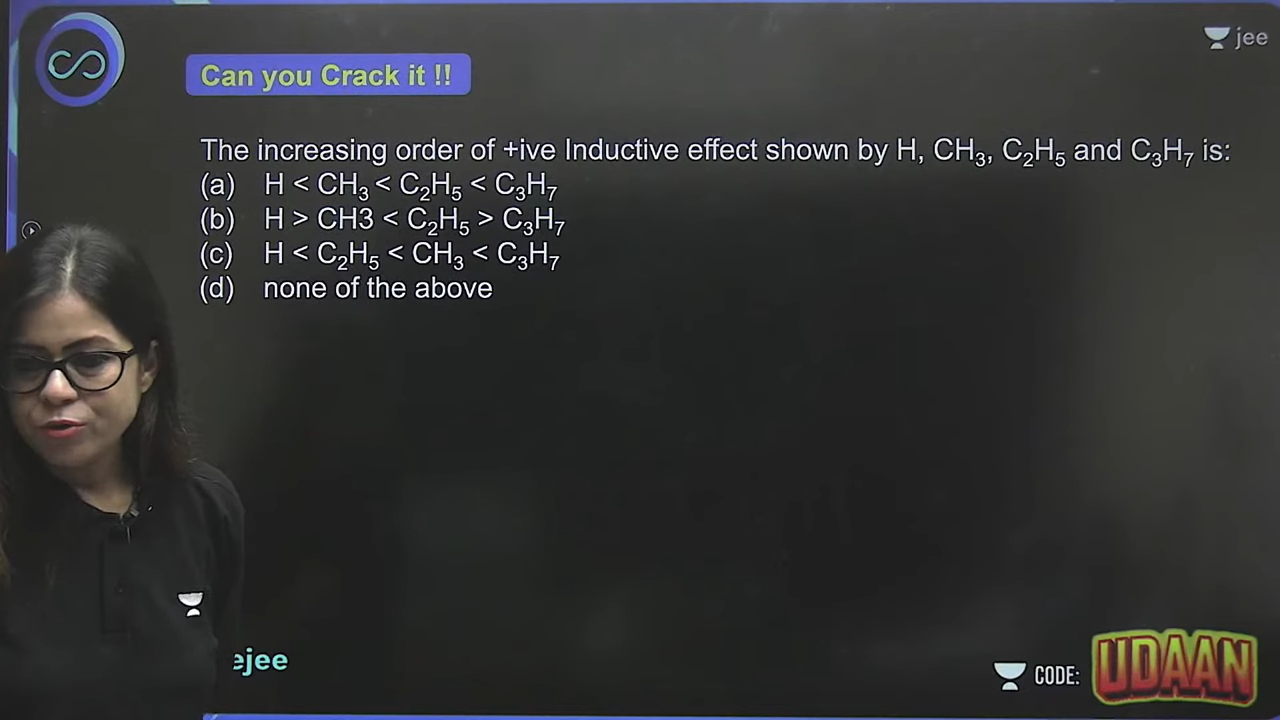 jee
Can you Crack it !!
The increasing order of +ive Inductive effect shown by H, CH₃, C₂H₅ and C₃H₇ is:
(a) H < CH₃ < C₂H₅ < C₃H₇
(b) H > CH3 < C₂H₅ > C₃H₇
(c) H < C₂H₅ < CH₃ < C₃H₇
(d) none of the above
ejee
CODE: UDAAN